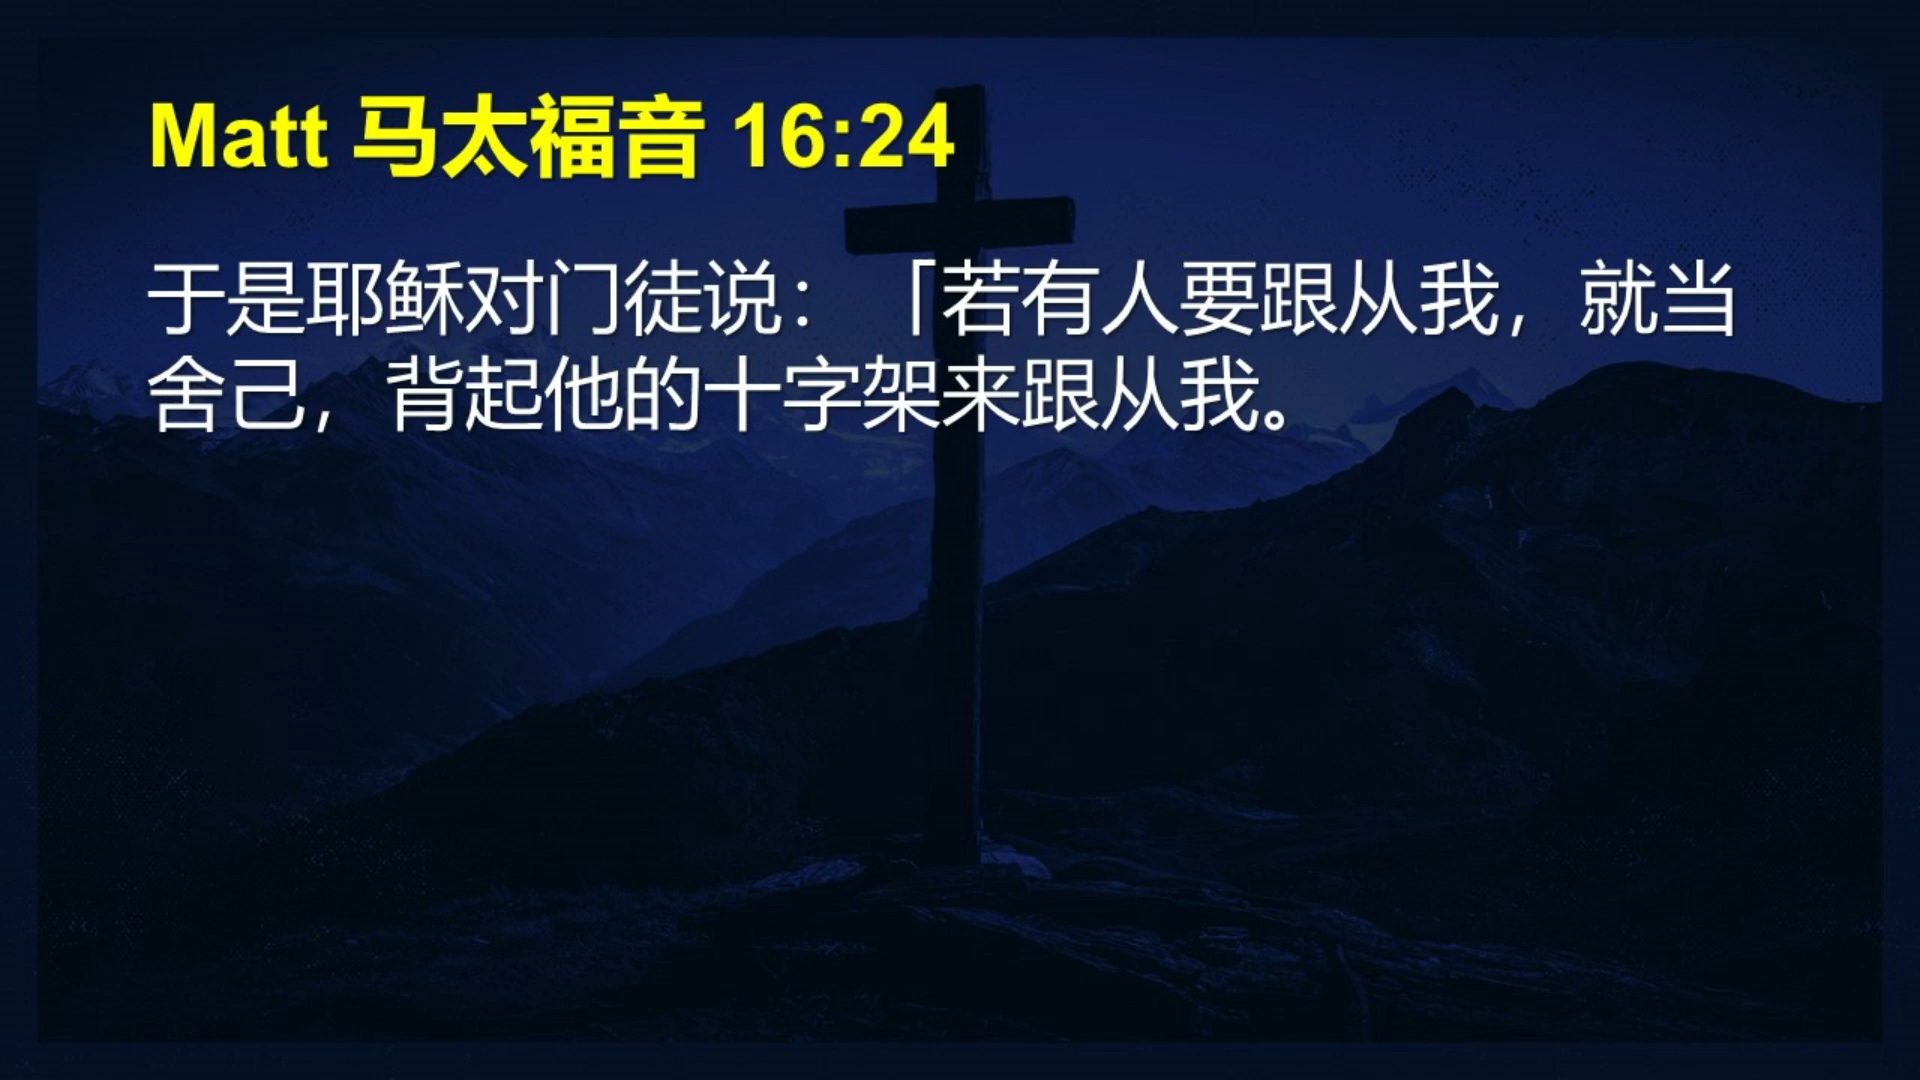 Matt 马太福音 16:24
于是耶稣对门徒说：「若有人要跟从我，就当
舍己，背起他的十字架来跟从我。